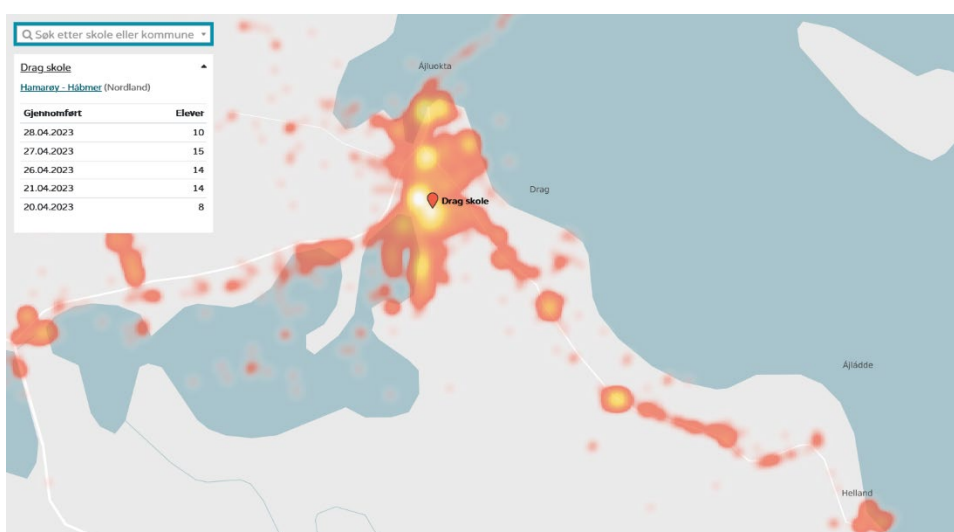 Søk etter skole eller kommune
Drag skole
Hamarøy - Hábmer (Nordland)
Gjennomført Elever
28.04.2023 10
27.04.2023 15
26.04.2023 14
21.04.2023 14
20.04.2023 8
Ájluokta
Drag
Drag skole
Ájládde
Helland